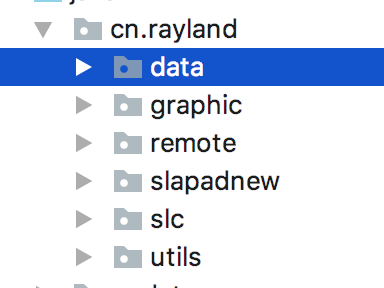 cn.rayland
data
graphic
remote
slapadnew
slc
utils